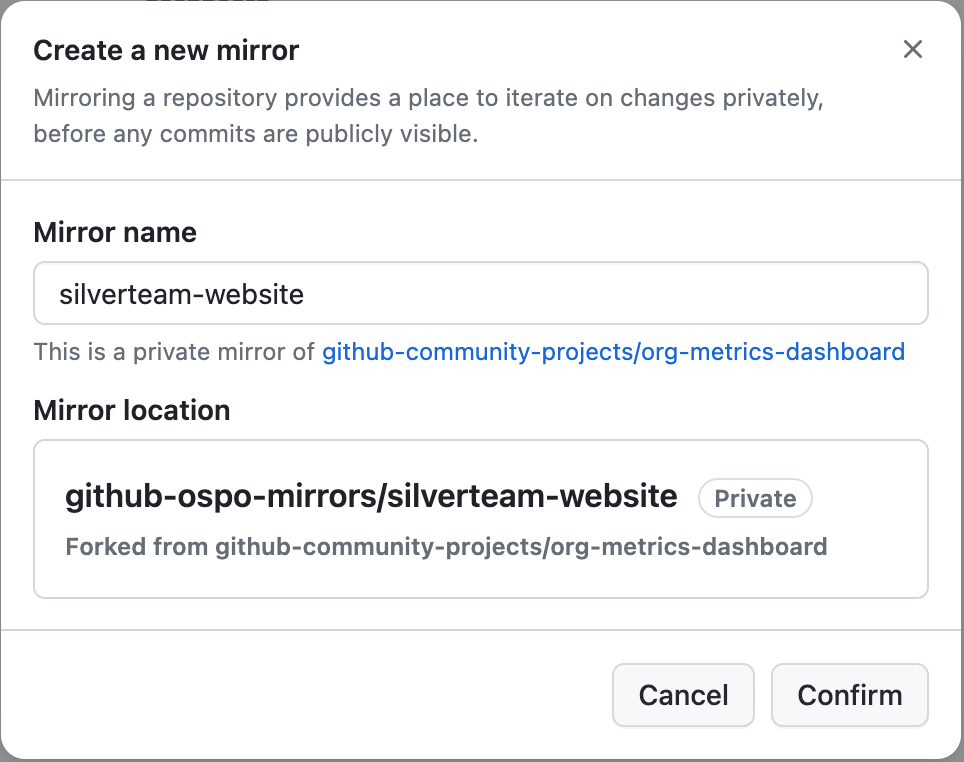 Create a new mirror
Mirroring a repository provides a place to iterate on changes privately,
before any commits are publicly visible.
Mirror name
silverteam-website
This is a private mirror of github-community-projects/org-metrics-dashboard
Mirror location
github-ospo-mirrors/silverteam-website Private
Forked from github-community-projects/org-metrics-dashboard
Cancel Confirm